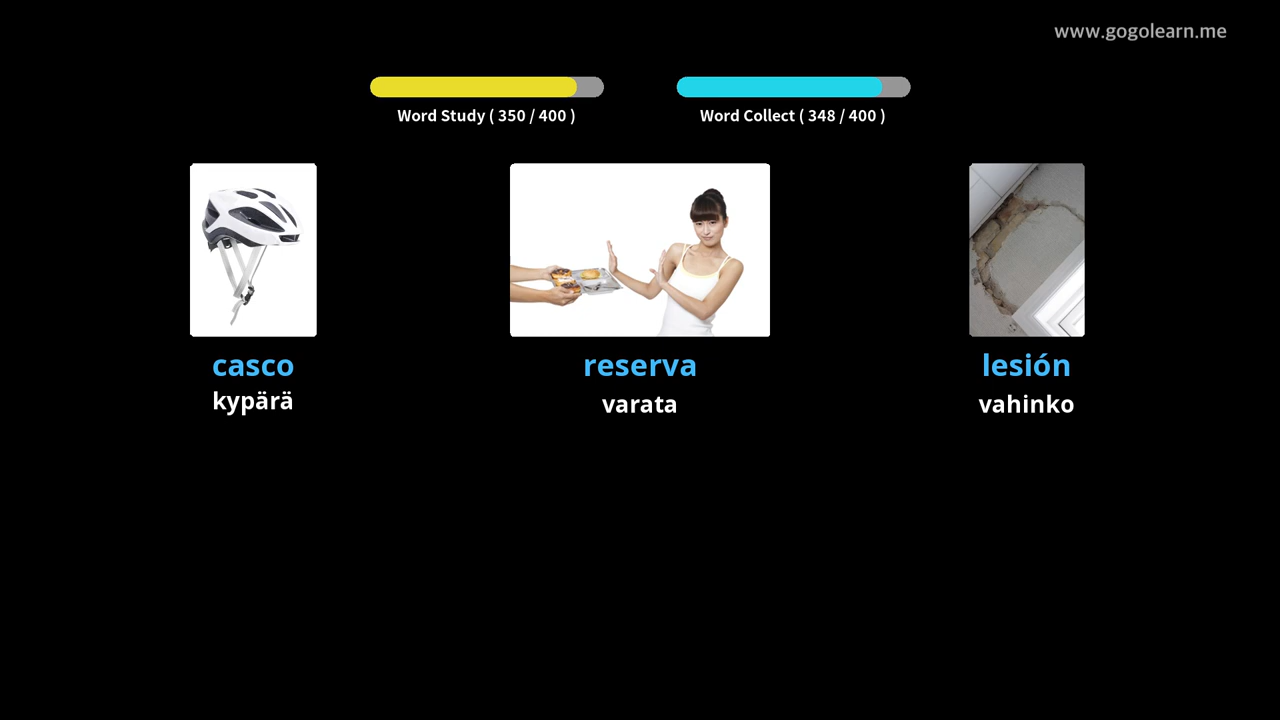 www.gogolearn.me
Word Study ( 350 / 400 )
Word Collect ( 348 / 400 )
casco
kypärä
reserva
varata
lesión
vahinko